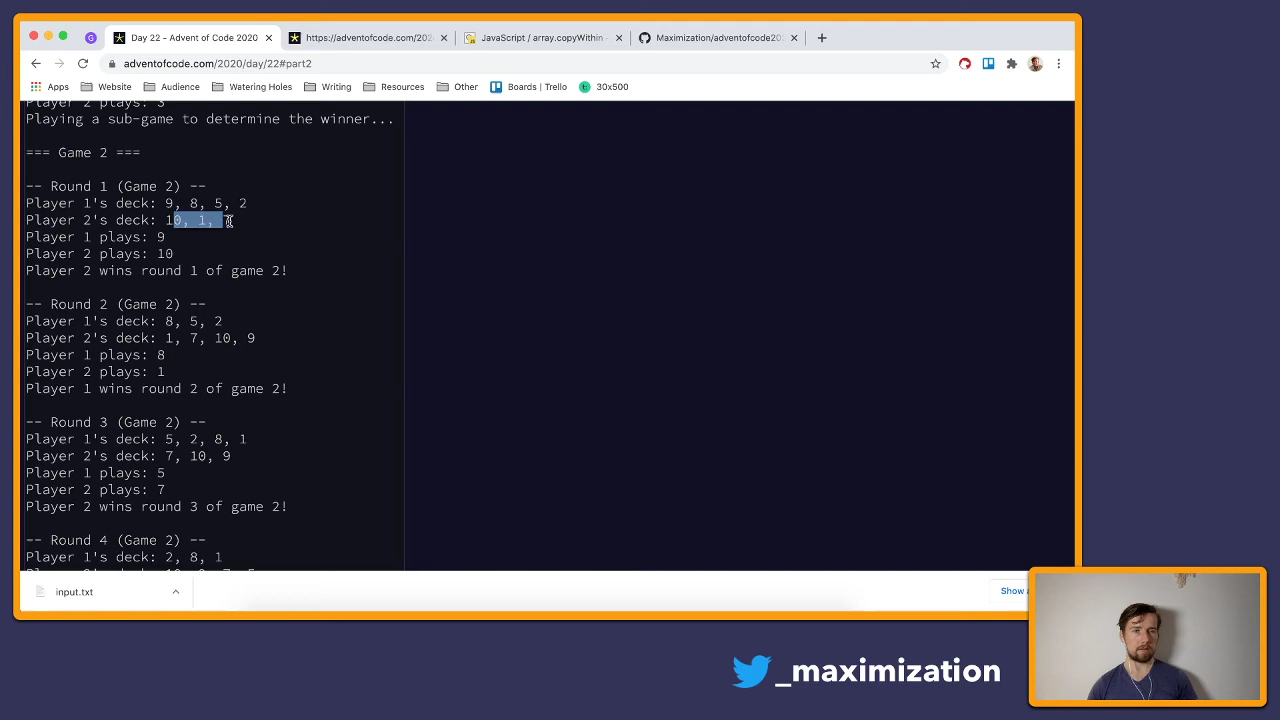 Day 22 - Advent of Code 2020
https://adventofcode.com/202
JavaScript / array.copyWithin -
Maximization/adventofcode202
adventofcode.com/2020/day/22#part2
Apps Website Audience Watering Holes Writing Resources Other Boards | Trello 30x500
Player 2 plays: 3
Playing a sub-game to determine the winner...
=== Game 2 ===
-- Round 1 (Game 2) --
Player 1's deck: 9, 8, 5, 2
Player 2's deck: 10, 1,
Player 1 plays: 9
Player 2 plays: 10
Player 2 wins round 1 of game 2!
-- Round 2 (Game 2) --
Player 1's deck: 8, 5, 2
Player 2's deck: 1, 7, 10, 9
Player 1 plays: 8
Player 2 plays: 1
Player 1 wins round 2 of game 2!
-- Round 3 (Game 2) --
Player 1's deck: 5, 2, 8, 1
Player 2's deck: 7, 10, 9
Player 1 plays: 5
Player 2 plays: 7
Player 2 wins round 3 of game 2!
-- Round 4 (Game 2) --
Player 1's deck: 2, 8, 1
input.txt
Show
_maximization